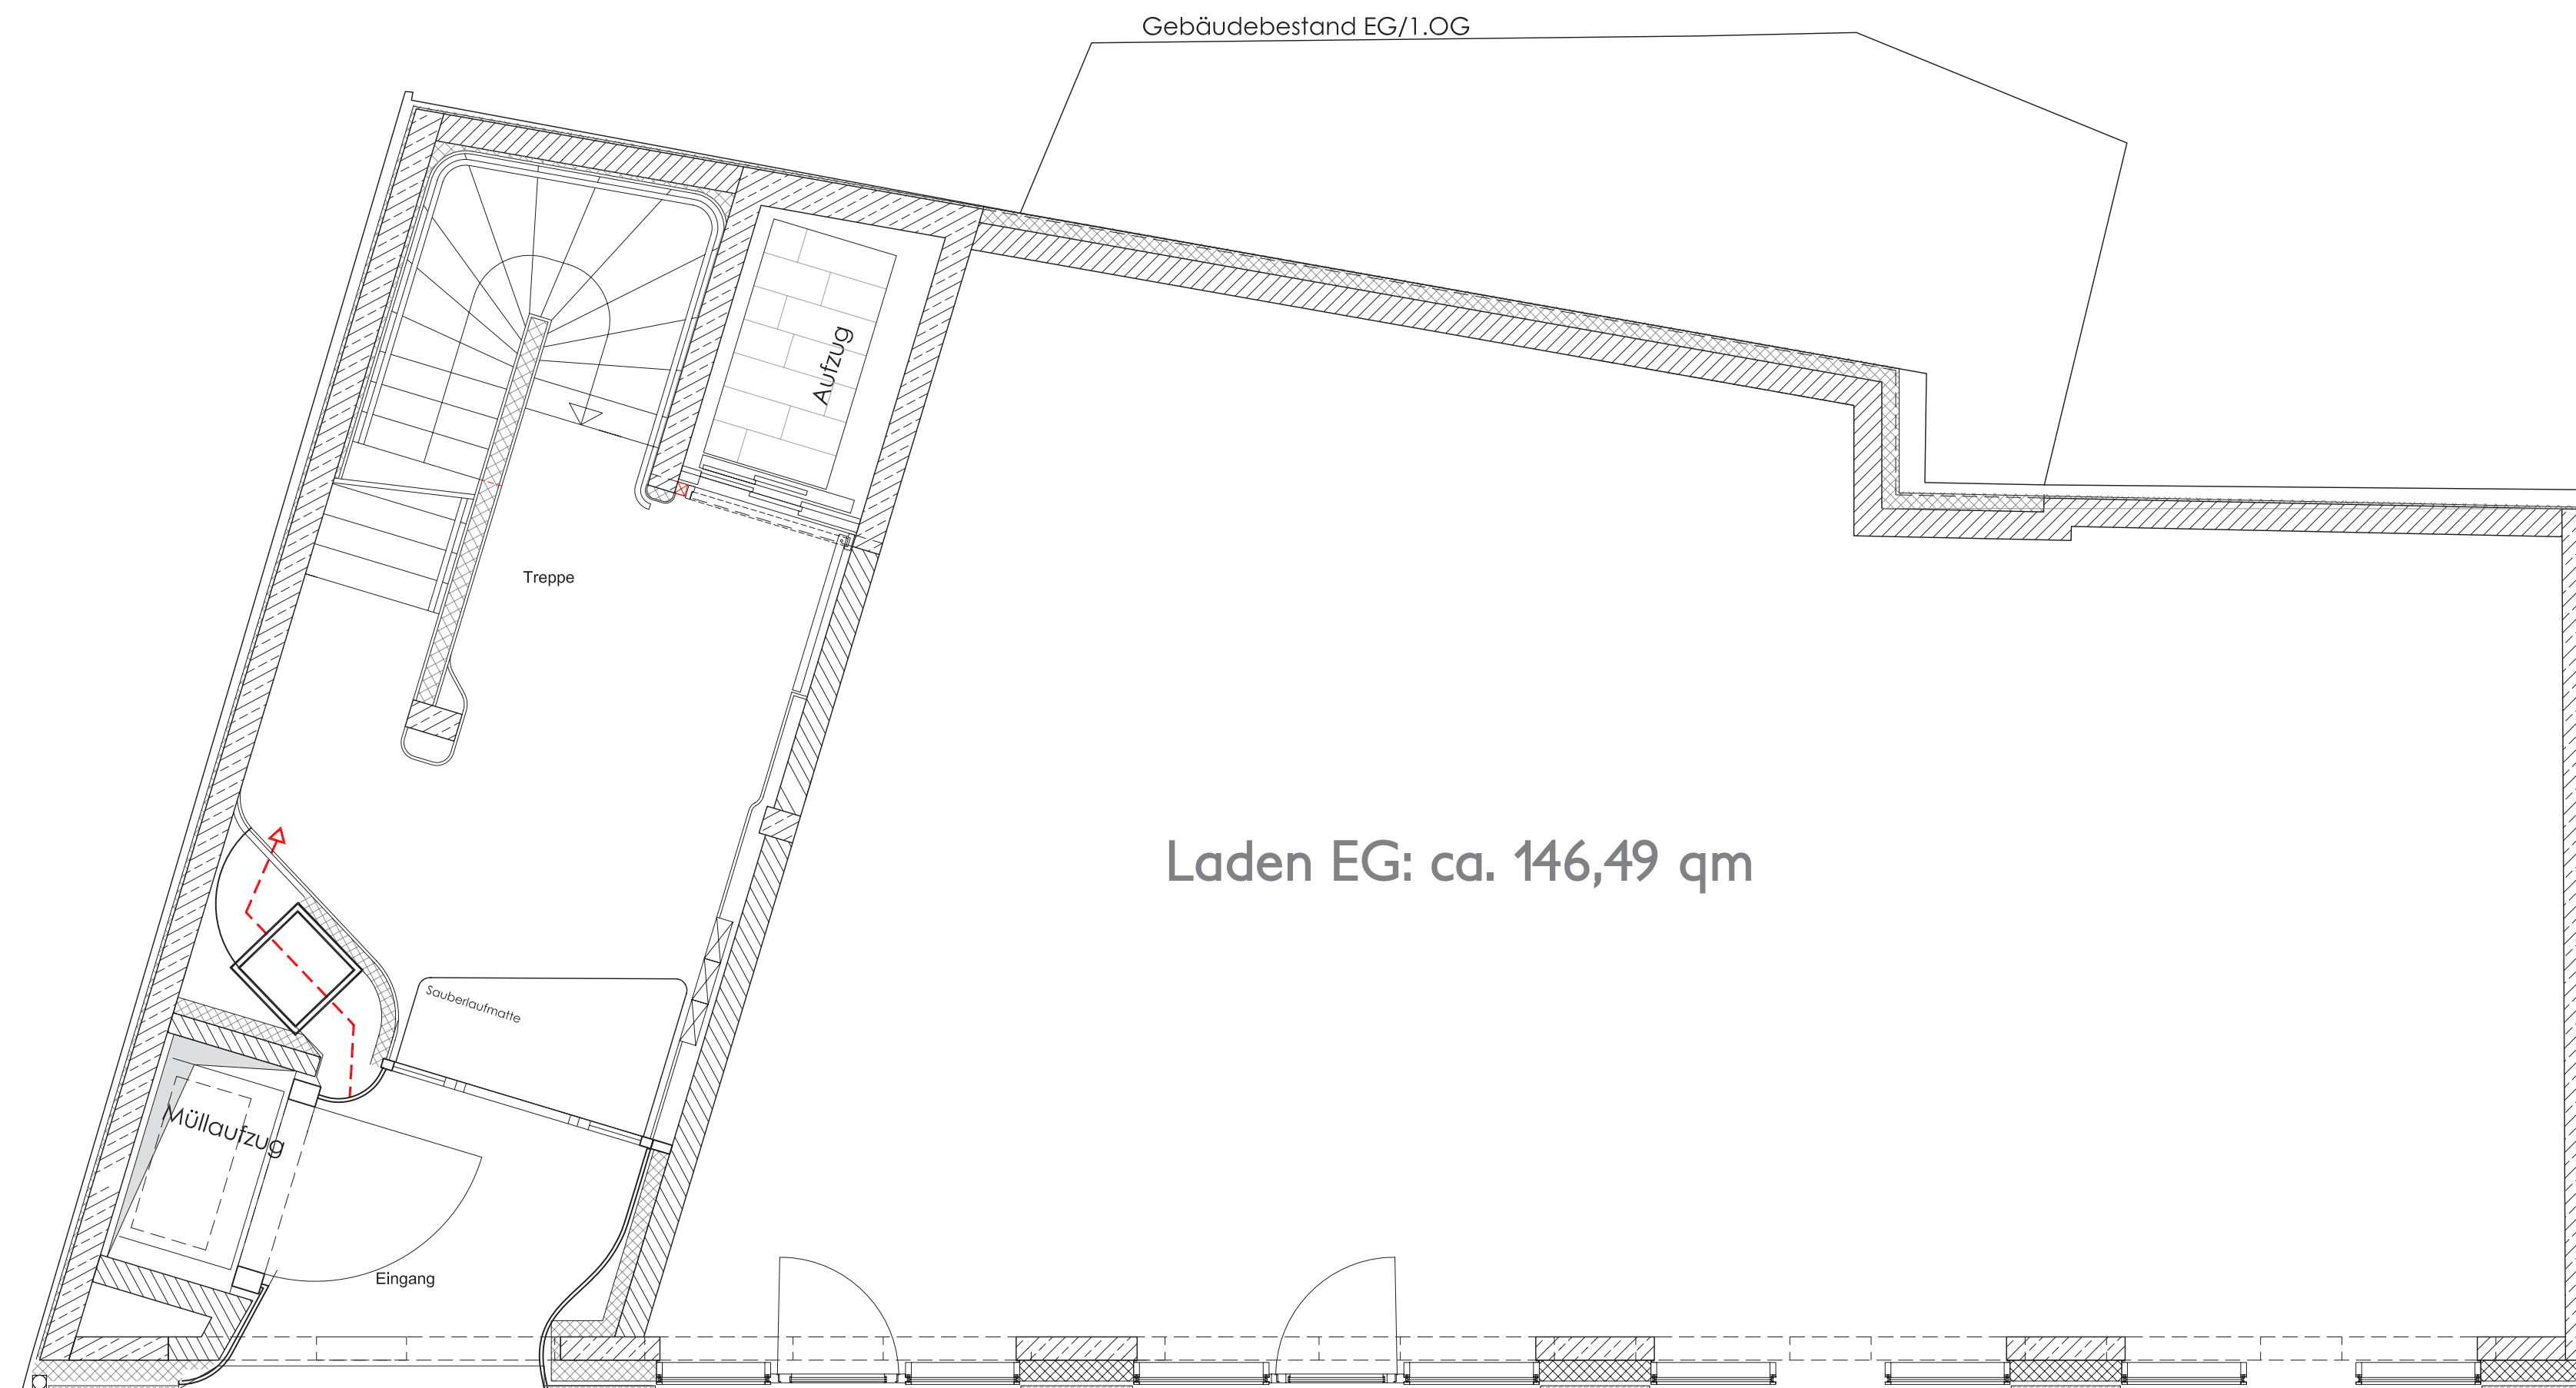 Gebäudebestand EG/1.OG
Aufzug
Treppe
Laden EG: ca. 146,49 qm
Sauberlaufmatte
Müllaufzug
Eingang